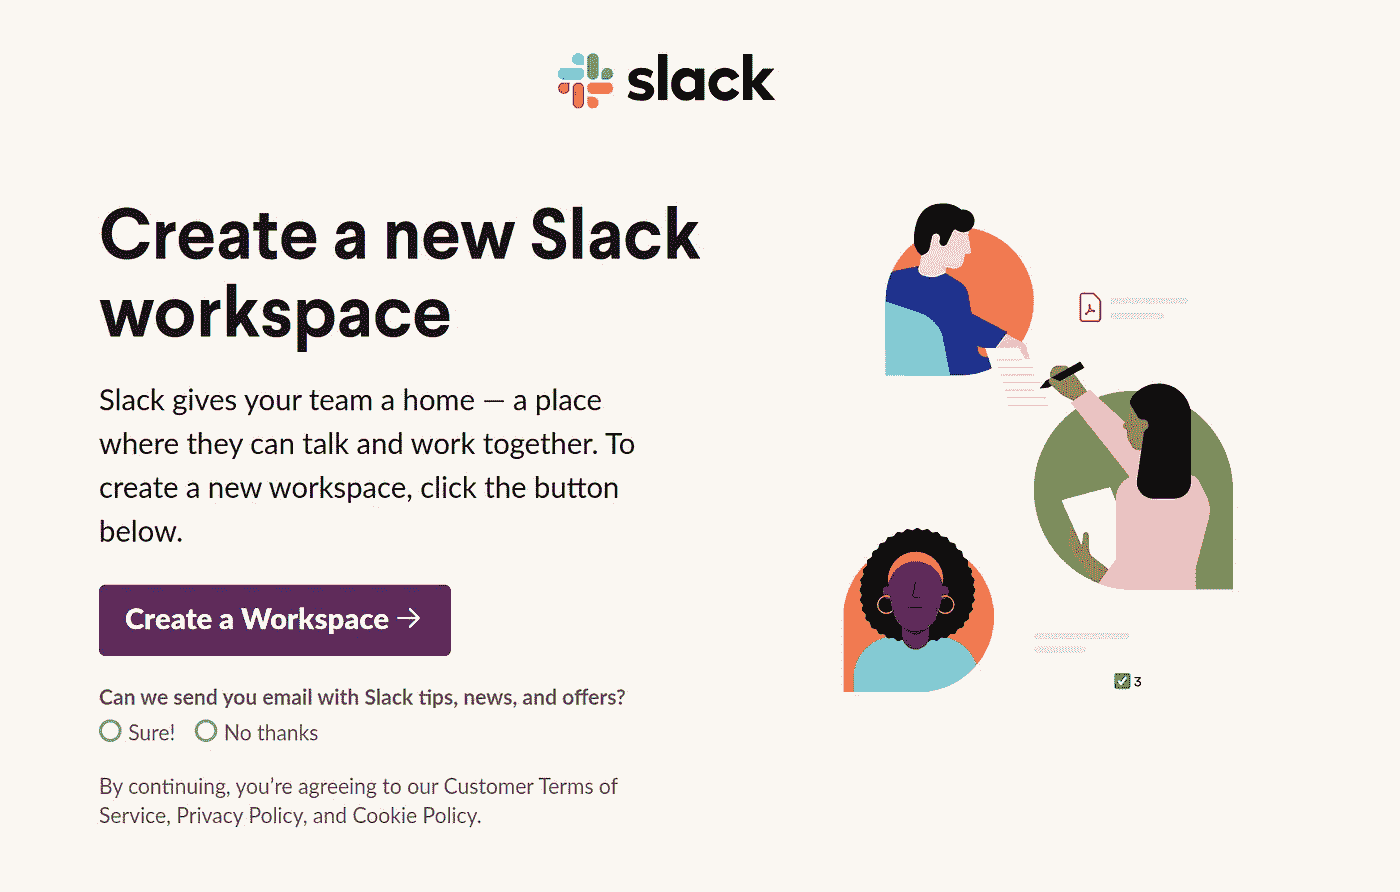 slack
Create a new Slack
workspace
Slack gives your team a home — a place
where they can talk and work together. To
create a new workspace, click the button
below.
Create a Workspace →
Can we send you email with Slack tips, news, and offers?
Sure! No thanks
By continuing, you’re agreeing to our Customer Terms of
Service, Privacy Policy, and Cookie Policy.
3